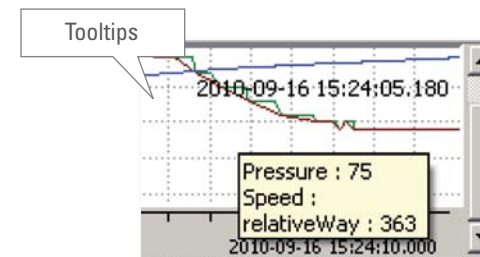 Tooltips
2010-09-16 15:24:05.180
Pressure : 75
Speed :
relativeWay : 363
2010-09-16 15:24:10.000